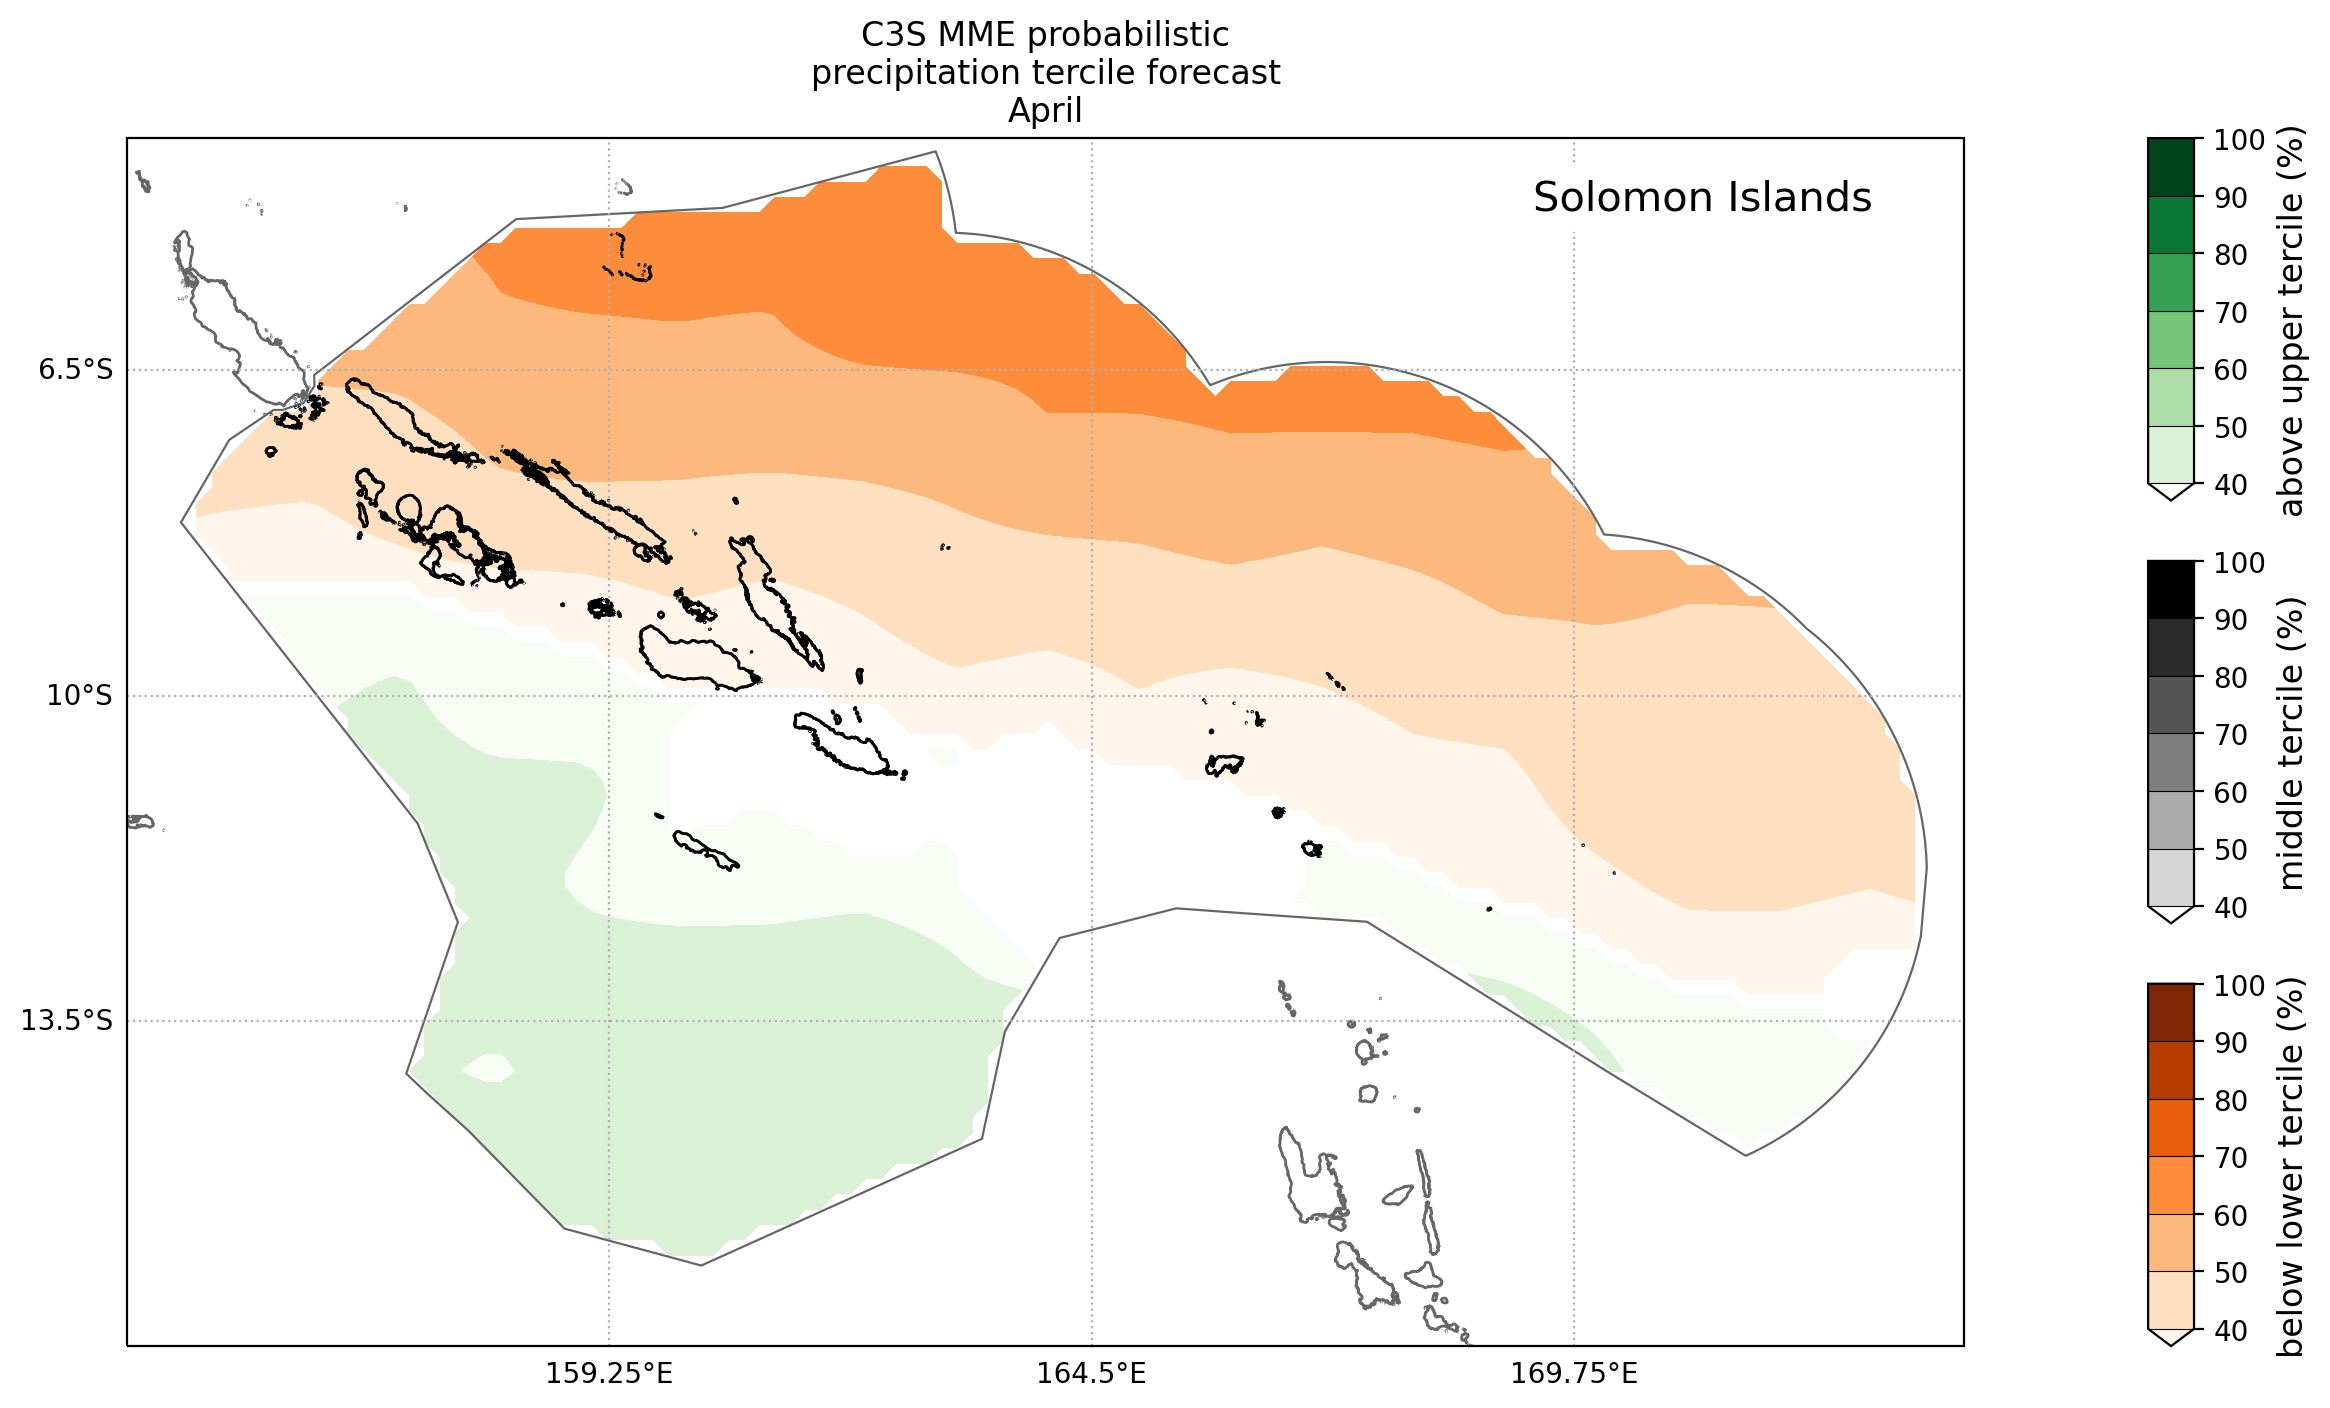 C3S MME probabilistic
precipitation tercile forecast
April
Solomon Islands
6.5°S
10°S
13.5°S
159.25°E
164.5°E
169.75°E
100
90
80
70
60
50
40
above upper tercile (%)
100
90
80
70
60
50
40
middle tercile (%)
100
90
80
70
60
50
40
below lower tercile (%)